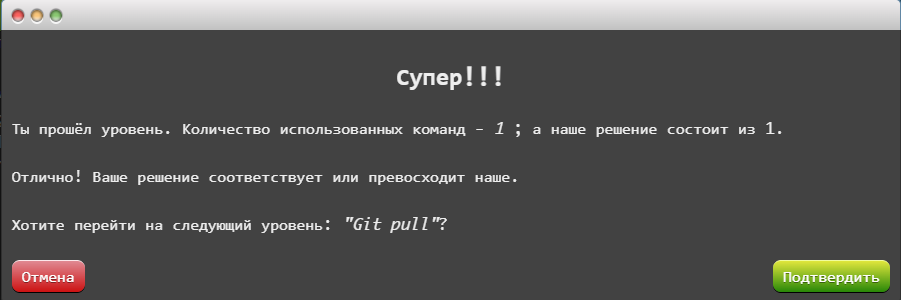 Супер!!!
Ты прошёл уровень. Количество использованных команд - 1 ; а наше решение состоит из 1.
Отлично! Ваше решение соответствует или превосходит наше.
Хотите перейти на следующий уровень: "Git pull"?
Отмена
Подтвердить